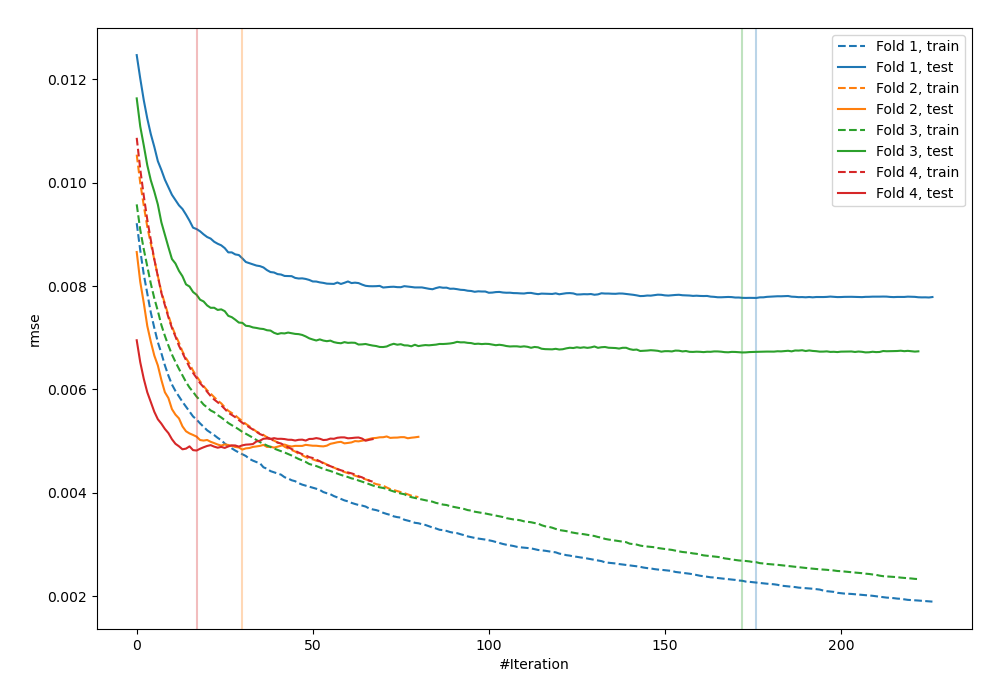 0.012
0.010
0.008
0.006
0.004
0.002
rmse
0
50
100
150
200
#Iteration
Fold 1, train
Fold 1, test
Fold 2, train
Fold 2, test
Fold 3, train
Fold 3, test
Fold 4, train
Fold 4, test